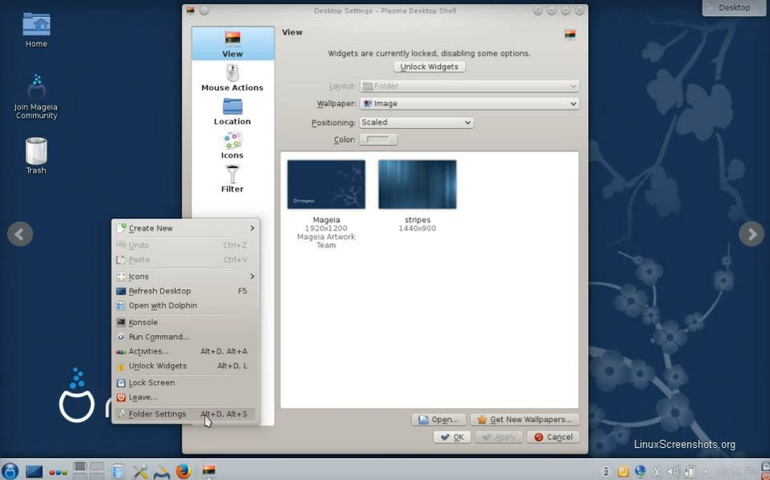 Desktop Settings - Plasma Desktop Shell
Desktop
Home
Join Mageia
Community
Trash
View
Mouse Actions
Location
Icons
Filter
View
Widgets are currently locked, disabling some options.
Unlock Widgets
Layout: Folder
Wallpaper: Image
Positioning: Scaled
Color:
mageia
Mageia
1920x1200
Mageia Artwork
Team
stripes
1440x900
Create New
Undo Ctrl+Z
Paste Ctrl+V
Icons
Refresh Desktop F5
Open with Dolphin
Konsole
Run Command...
Activities... Alt+D, Alt+A
Unlock Widgets Alt+D, L
Lock Screen
Leave...
Folder Settings Alt+D, Alt+S
Open...
Get New Wallpapers...
OK
Apply
Cancel
LinuxScreenshots.org